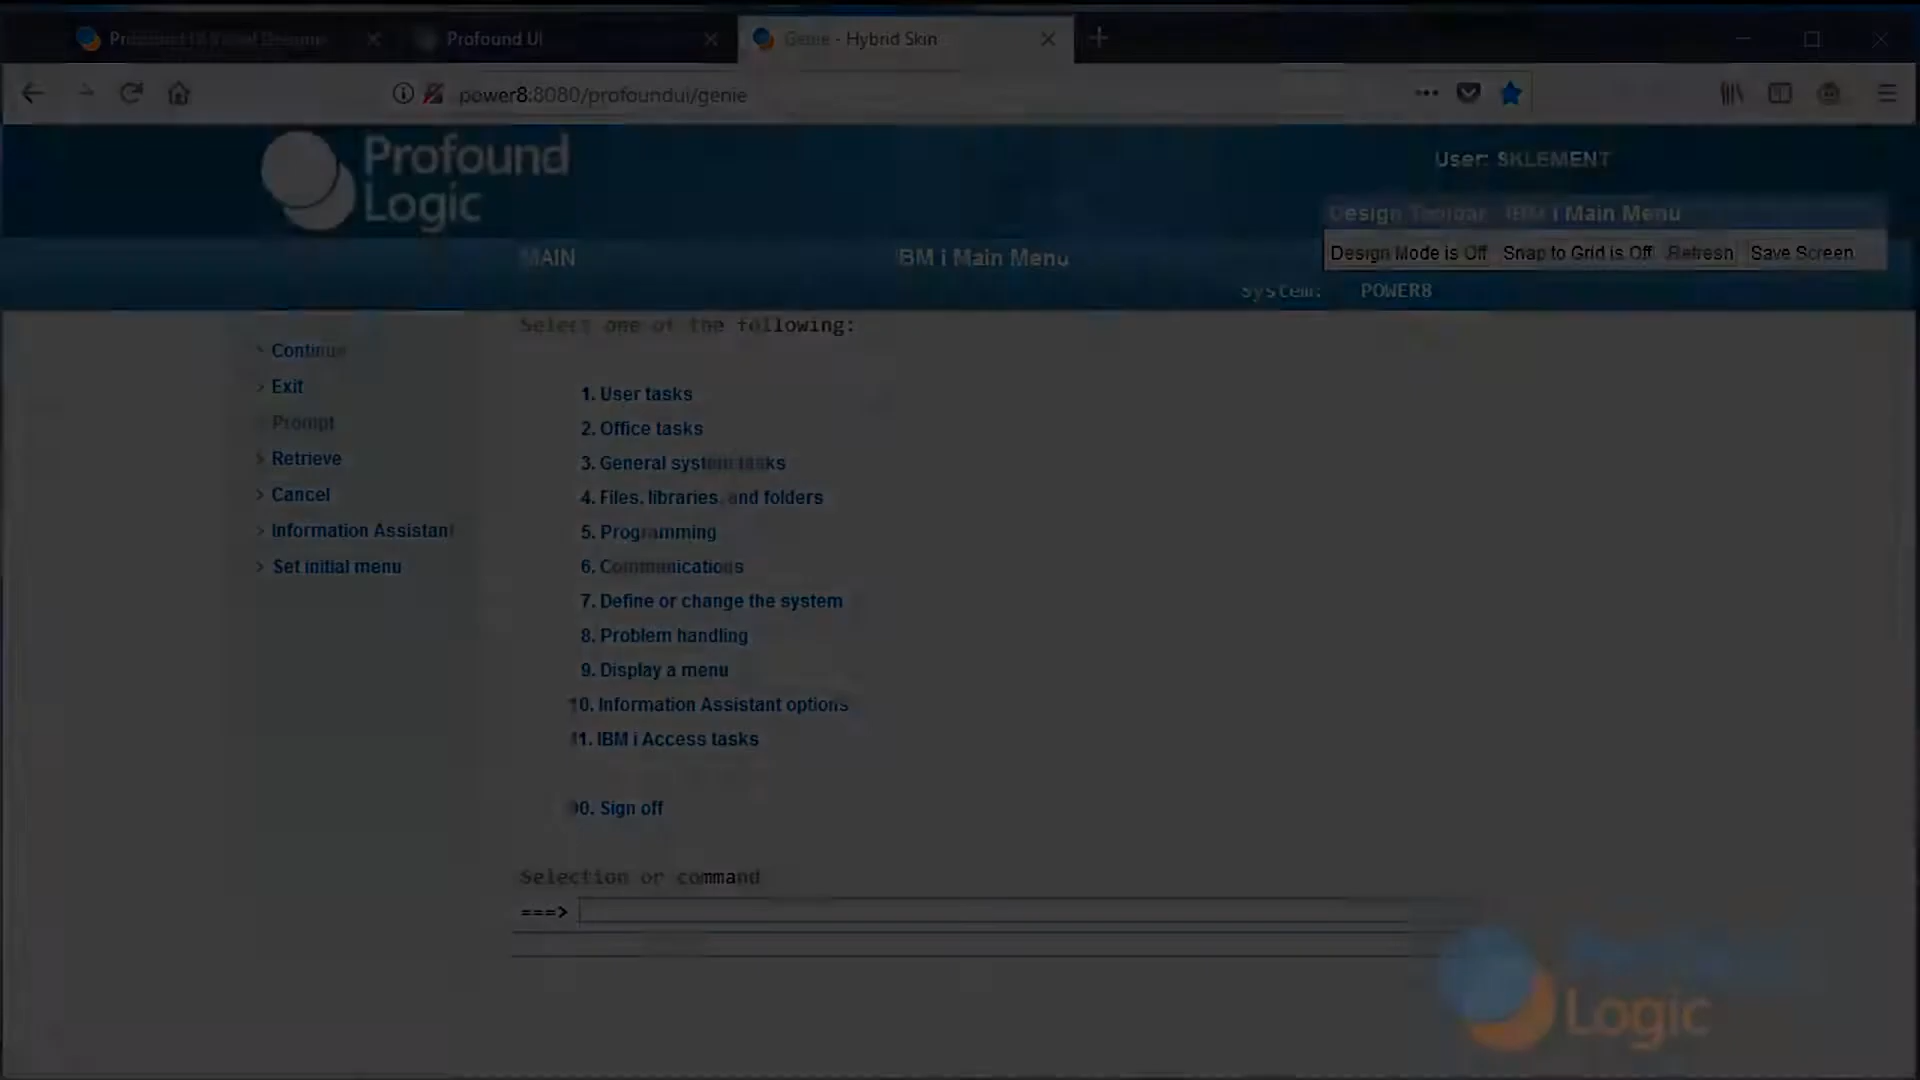 Profound UI
Genie - Hybrid Skin
power8:8080/profoundui/genie
Profound
Logic
User: SKLEMENT
Design Toolbar IBM i Main Menu
Design Mode is Off Snap to Grid is Off Refresh Save Screen
MAIN
IBM i Main Menu
System: POWER8
Select one of the following:
Continue
Exit
Prompt
Retrieve
Cancel
Information Assistant
Set initial menu
1. User tasks
2. Office tasks
3. General system tasks
4. Files, libraries, and folders
5. Programming
6. Communications
7. Define or change the system
8. Problem handling
9. Display a menu
10. Information Assistant options
11. IBM i Access tasks
90. Sign off
Selection or command
===>
Logic